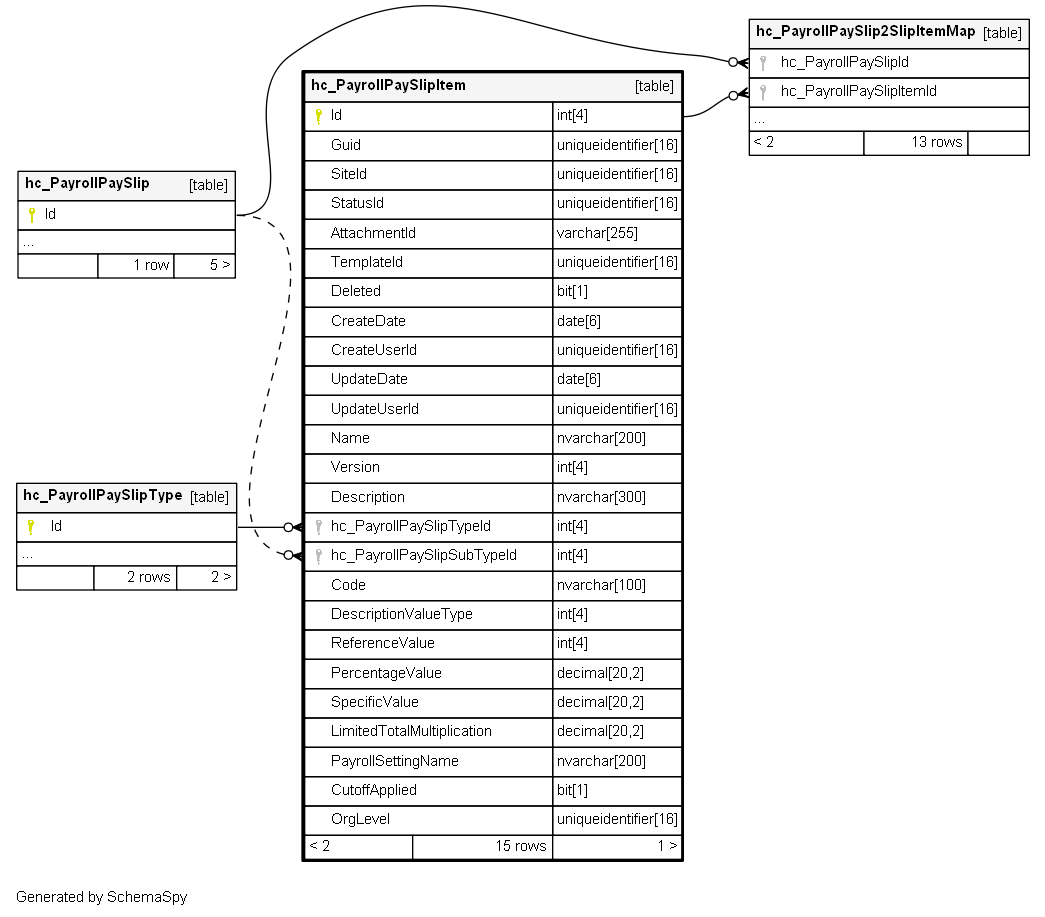 hc_PayrollPaySlip2SlipItemMap [table]
hc_PayrollPaySlipId
hc_PayrollPaySlipItemId
...
< 2 13 rows
hc_PayrollPaySlipItem [table]
Id int[4]
Guid uniqueidentifier[16]
SiteId uniqueidentifier[16]
StatusId uniqueidentifier[16]
AttachmentId varchar[255]
TemplateId uniqueidentifier[16]
Deleted bit[1]
CreateDate date[6]
CreateUserId uniqueidentifier[16]
UpdateDate date[6]
UpdateUserId uniqueidentifier[16]
Name nvarchar[200]
Version int[4]
Description nvarchar[300]
hc_PayrollPaySlipTypeId int[4]
hc_PayrollPaySlipSubTypeId int[4]
Code nvarchar[100]
DescriptionValueType int[4]
ReferenceValue int[4]
PercentageValue decimal[20,2]
SpecificValue decimal[20,2]
LimitedTotalMultiplication decimal[20,2]
PayrollSettingName nvarchar[200]
CutoffApplied bit[1]
OrgLevel uniqueidentifier[16]
< 2 15 rows 1 >
hc_PayrollPaySlip [table]
Id
...
1 row 5 >
hc_PayrollPaySlipType [table]
Id
...
2 rows 2 >
Generated by SchemaSpy